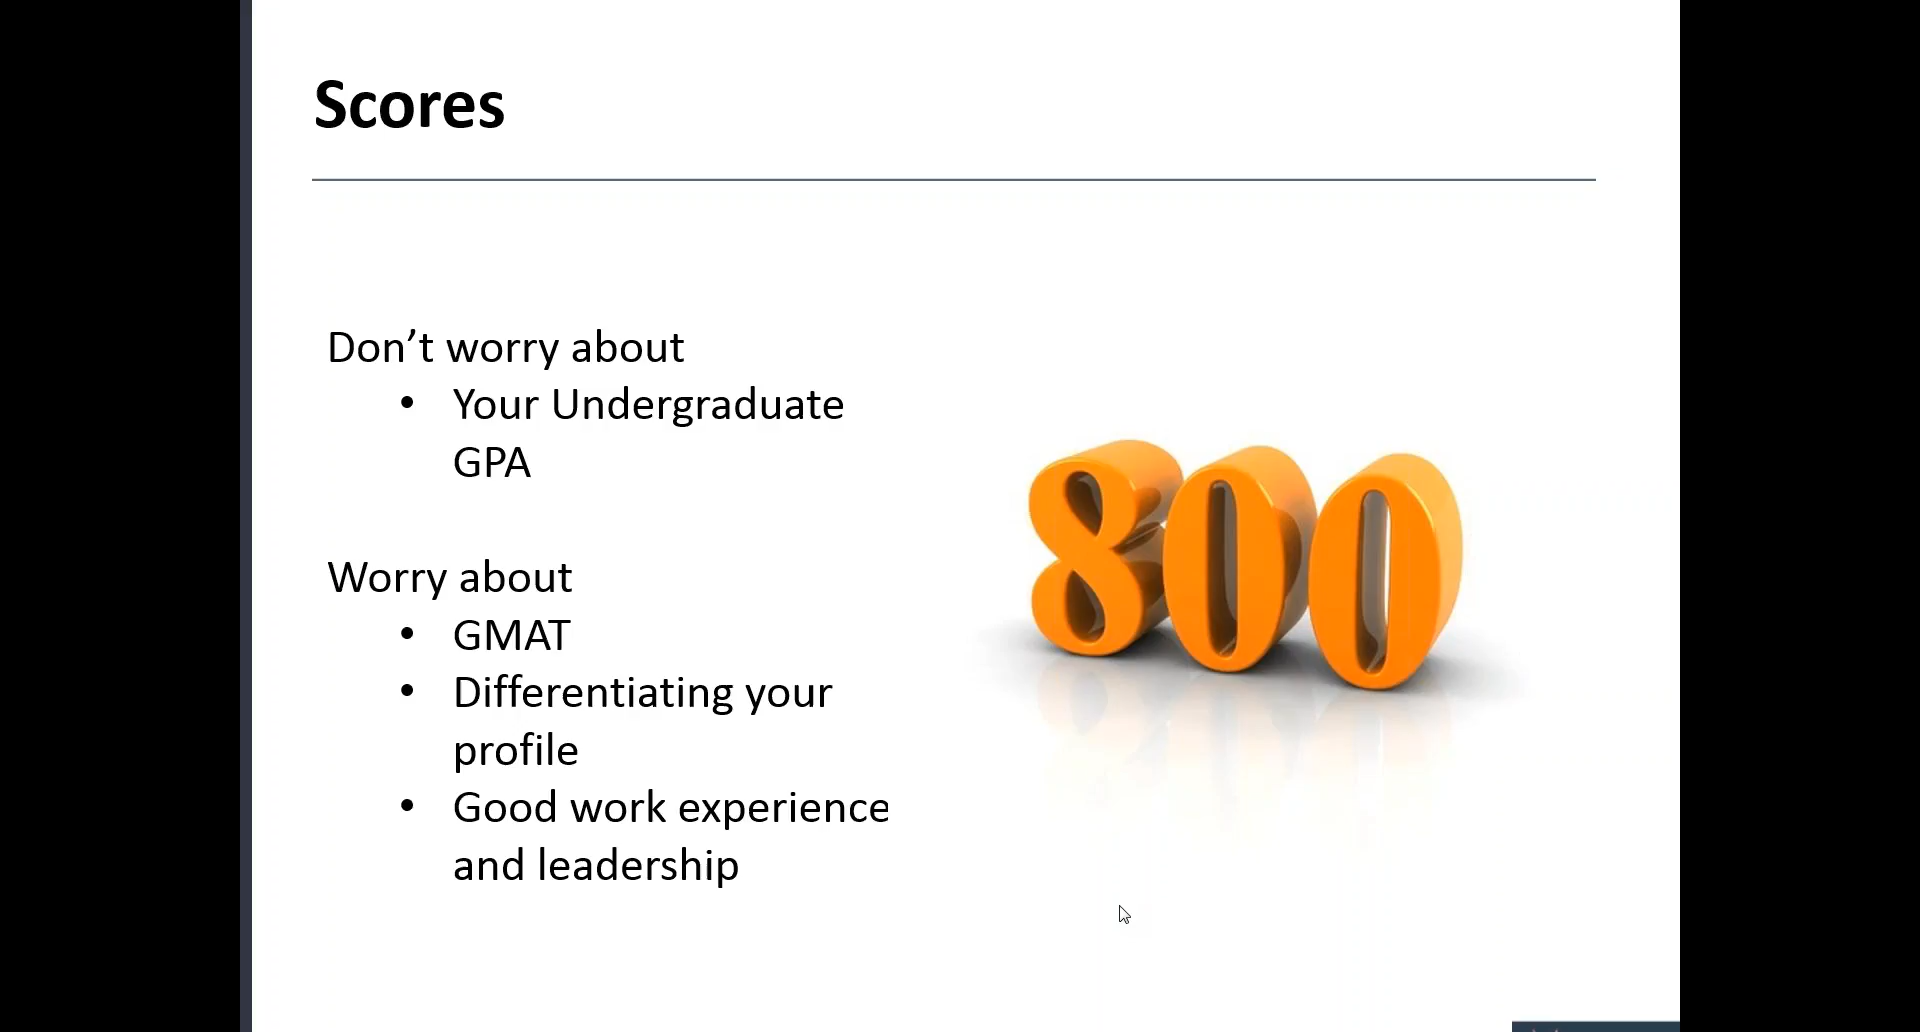 Scores
Don’t worry about
• Your Undergraduate
GPA
Worry about
• GMAT
• Differentiating your
profile
• Good work experience
and leadership
800